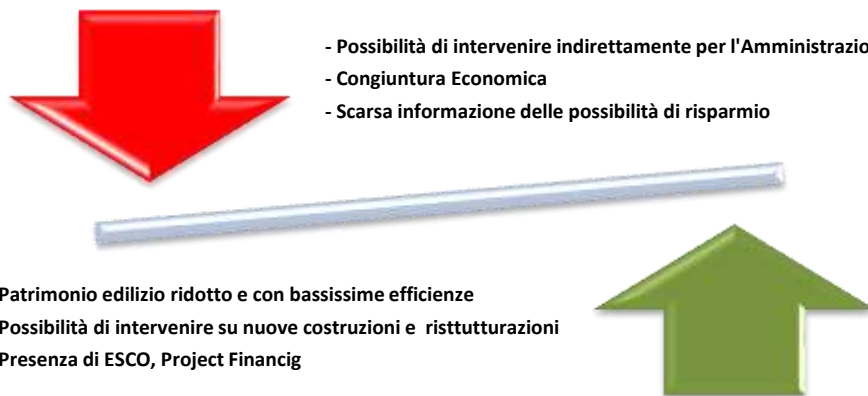 - Possibilità di intervenire indirettamente per l'Amministrazio
- Congiuntura Economica
- Scarsa informazione delle possibilità di risparmio
Patrimonio edilizio ridotto e con bassissime efficienze
Possibilità di intervenire su nuove costruzioni e risttutturazioni
Presenza di ESCO, Project Financig